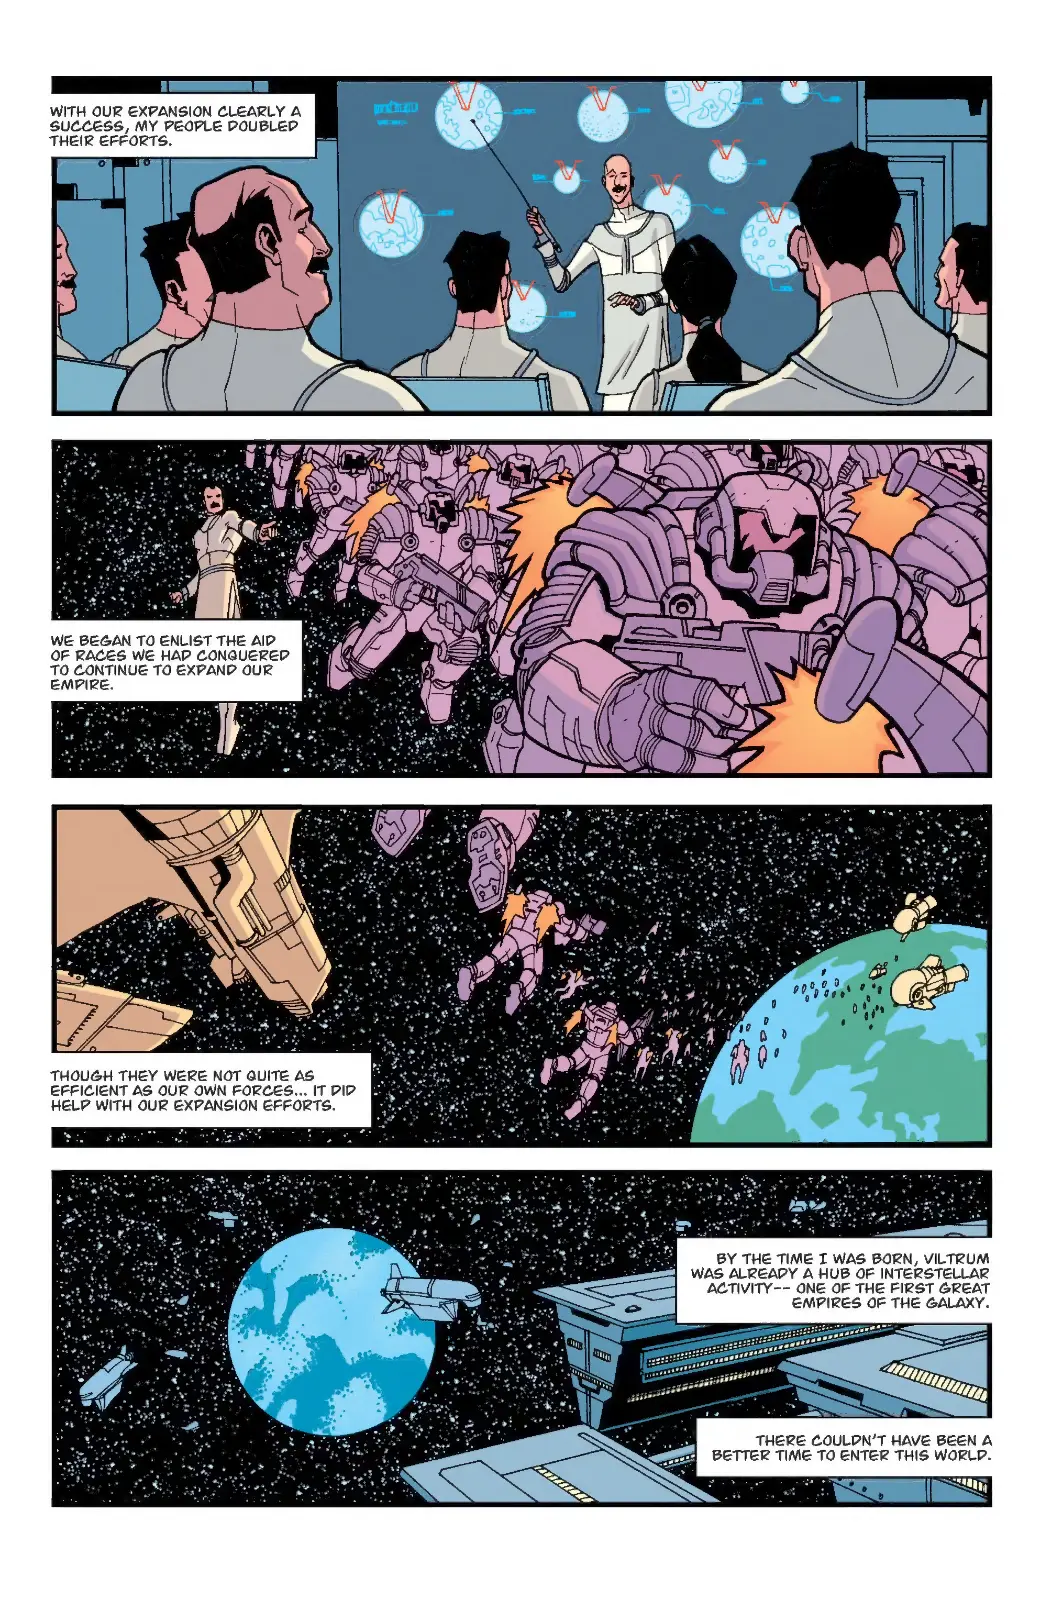 WITH OUR EXPANSION CLEARLY A
SUCCESS, MY PEOPLE DOUBLED
THEIR EFFORTS.
WE BEGAN TO ENLIST THE AID
OF RACES WE HAD CONQUERED
TO CONTINUE TO EXPAND OUR
EMPIRE.
THOUGH THEY WERE NOT QUITE AS
EFFICIENT AS OUR OWN FORCES... IT DID
HELP WITH OUR EXPANSION EFFORTS.
BY THE TIME I WAS BORN, VILTRUM
WAS ALREADY A HUB OF INTERSTELLAR
ACTIVITY-- ONE OF THE FIRST GREAT
EMPIRES OF THE GALAXY.
THERE COULDN'T HAVE BEEN A
BETTER TIME TO ENTER THIS WORLD.